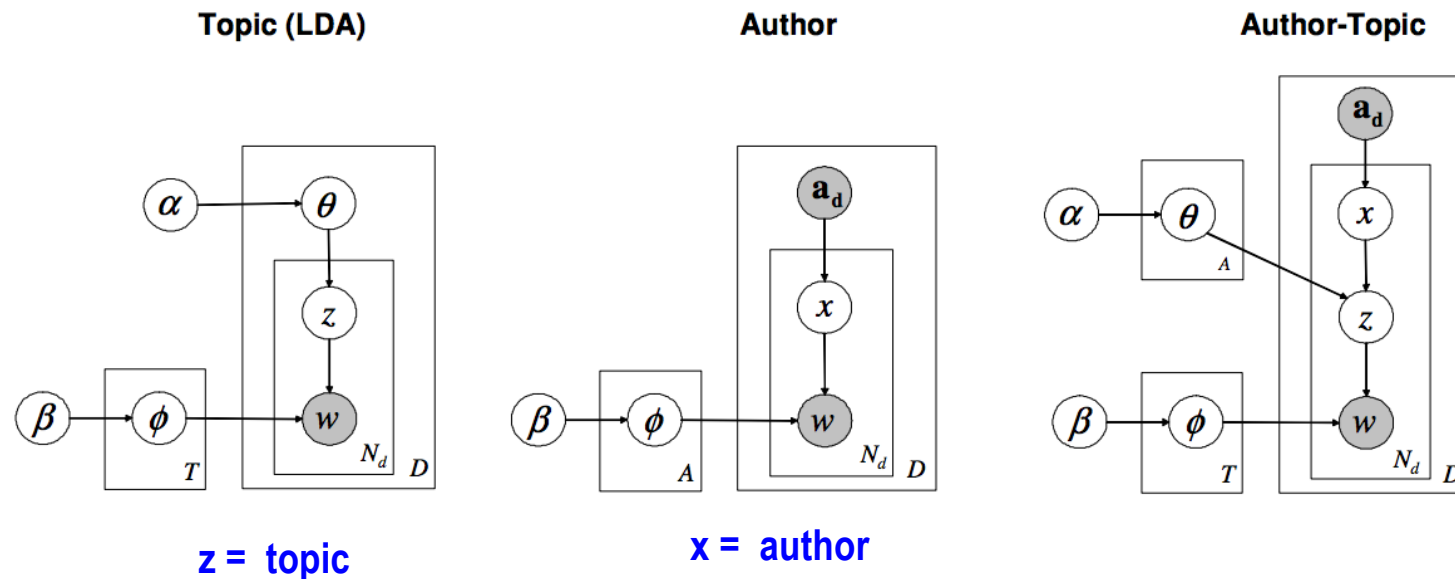 Topic (LDA)
α
θ
z
β
ϕ
w
T
N_d
D
z = topic
Author
a_d
x
β
ϕ
w
A
N_d
D
x = author
Author-Topic
a_d
α
θ
A
x
z
β
ϕ
w
T
N_d
D